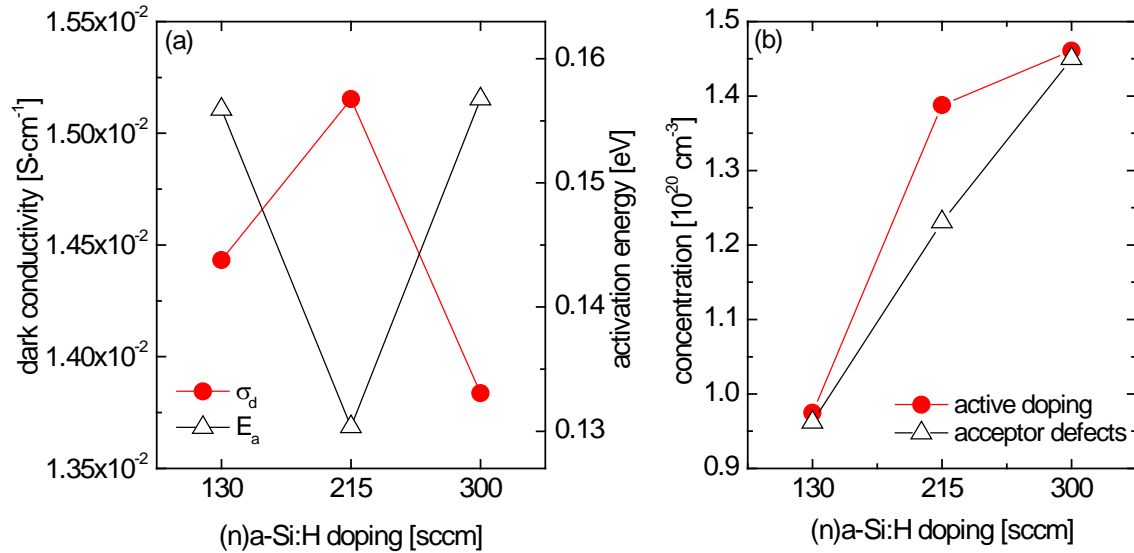 (a)
dark conductivity [S·cm⁻¹]
1.55x10⁻²
1.50x10⁻²
1.45x10⁻²
1.40x10⁻²
1.35x10⁻²
σd
Ea
130
215
300
(n)a-Si:H doping [sccm]
0.16
0.15
0.14
0.13
activation energy [eV]
(b)
concentration [10²⁰ cm⁻³]
1.5
1.4
1.3
1.2
1.1
1.0
0.9
active doping
acceptor defects
130
215
300
(n)a-Si:H doping [sccm]